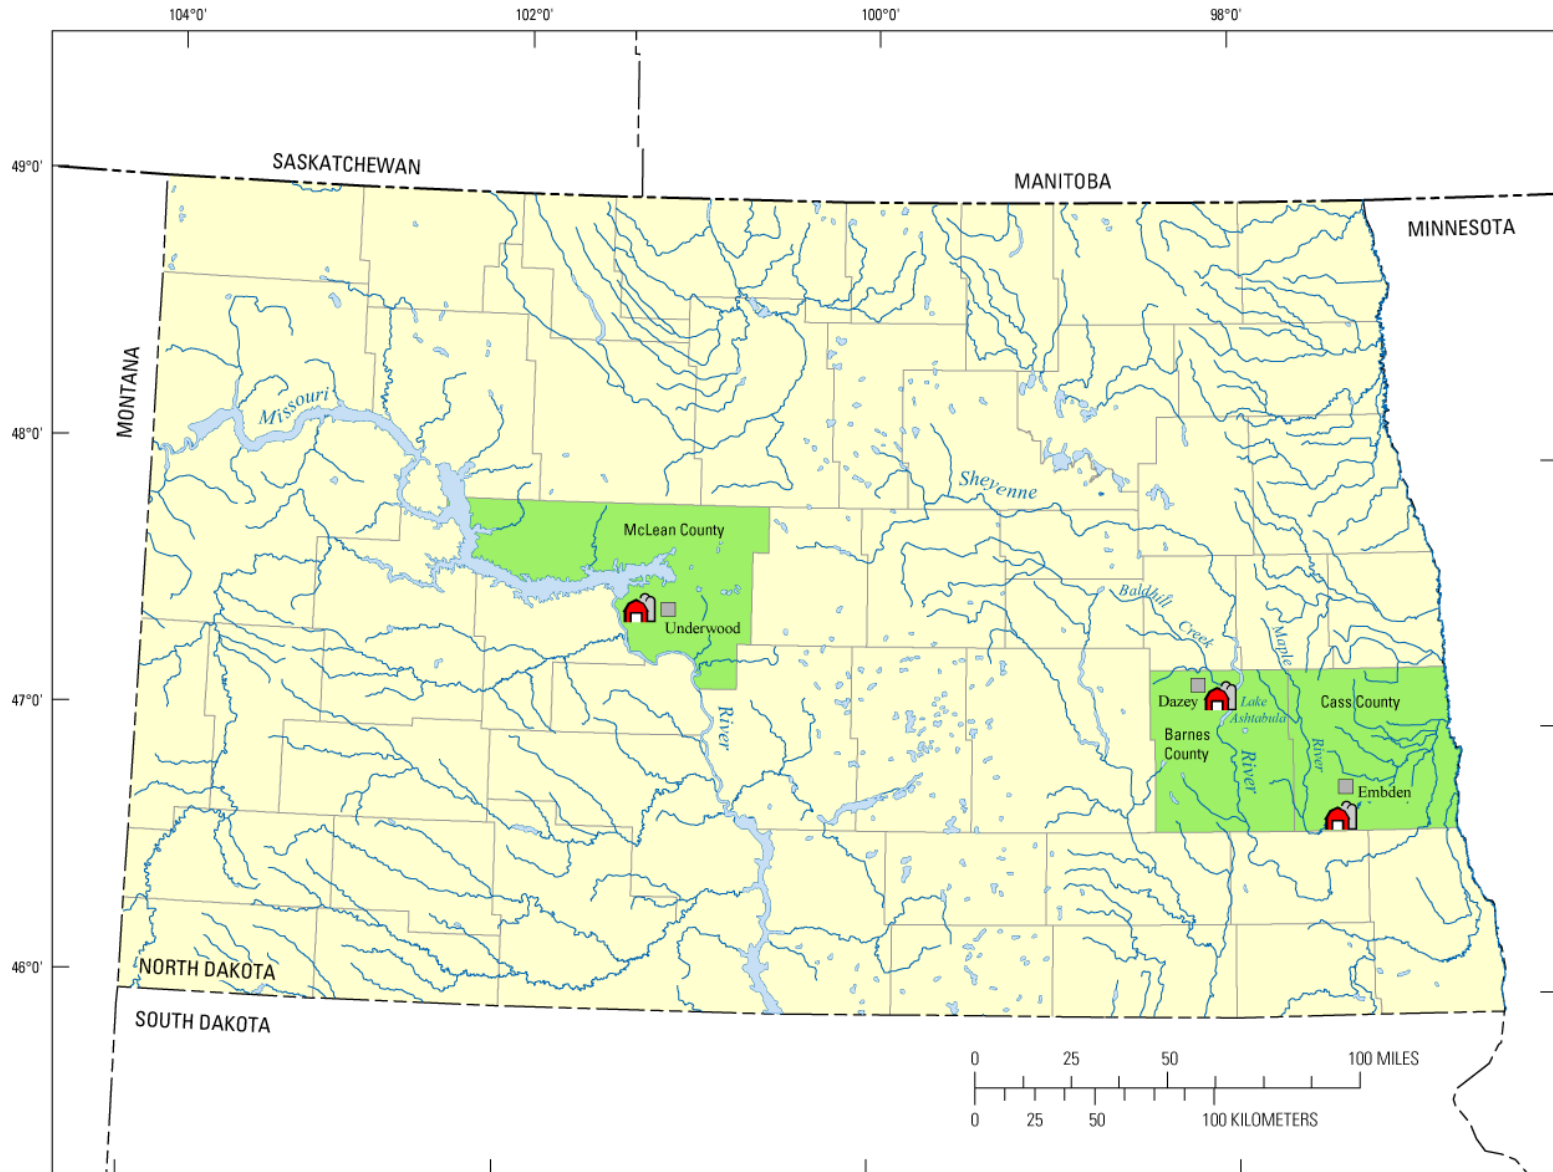 104°0'
102°0'
100°0'
98°0'
49°0'
SASKATCHEWAN
MANITOBA
MINNESOTA
MONTANA
Missouri
48°0'
Sheyenne
McLean County
Baldhill
Creek
Maple
Underwood
47°0'
Dazey
Lake
Ashtabula
Cass County
River
Barnes
County
River
River
Embden
46°0'
NORTH DAKOTA
SOUTH DAKOTA
0 25 50 100 MILES
0 25 50 100 KILOMETERS